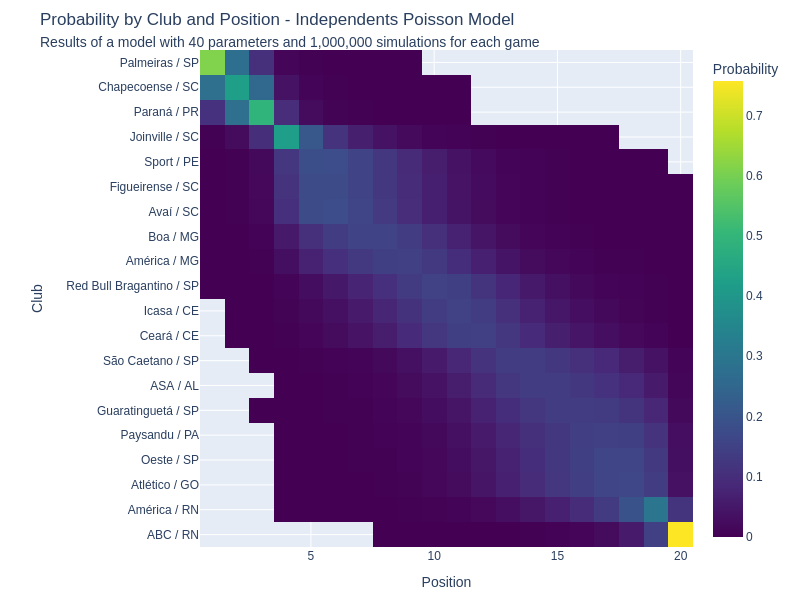 Probability by Club and Position - Independents Poisson Model
Results of a model with 40 parameters and 1,000,000 simulations for each game
Probability
Palmeiras / SP
Chapecoense / SC
Paraná / PR
Joinville / SC
Sport / PE
Figueirense / SC
Avaí / SC
Boa / MG
América / MG
Red Bull Bragantino / SP
Icasa / CE
Ceará / CE
São Caetano / SP
ASA / AL
Guaratinguetá / SP
Paysandu / PA
Oeste / SP
Atlético / GO
América / RN
ABC / RN
Club
5
10
15
20
Position
0.7
0.6
0.5
0.4
0.3
0.2
0.1
0